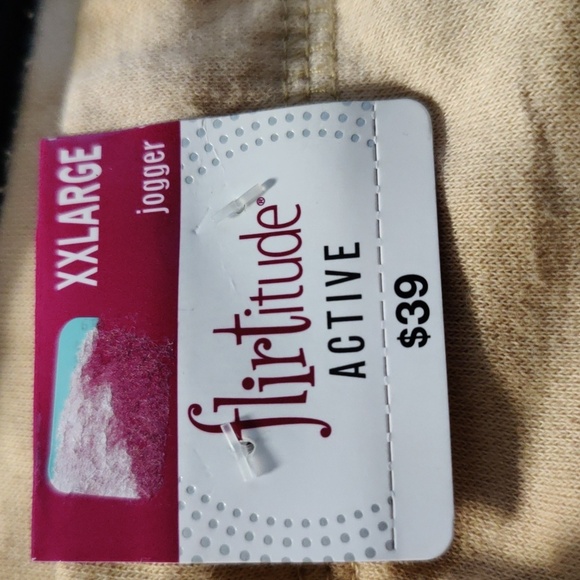 XXLARGE
jogger
flirtitude®
ACTIVE
$39